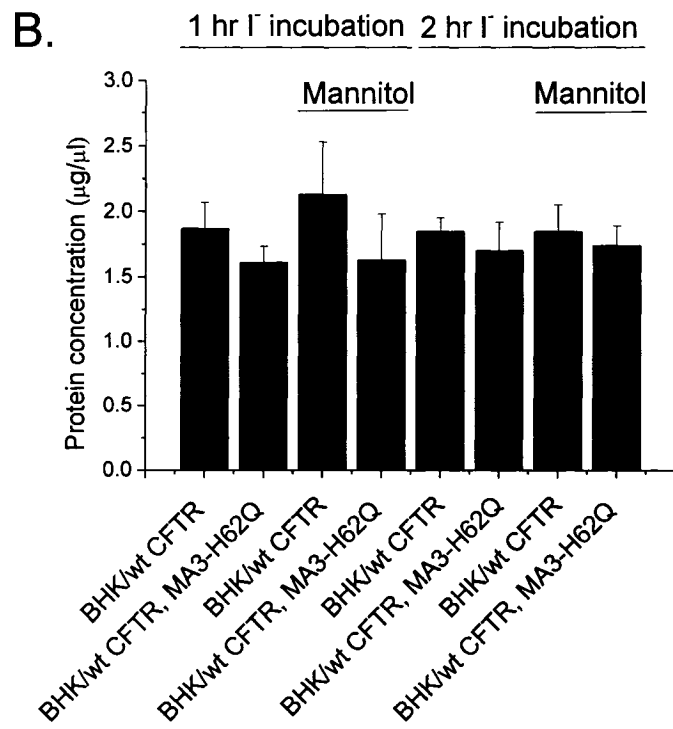 B.
1 hr I⁻ incubation 2 hr I⁻ incubation
Mannitol Mannitol
Protein concentration (µg/µl)
3.0
2.5
2.0
1.5
1.0
0.5
0.0
BHK/wt CFTR
BHK/wt CFTR, MA3-H62Q
BHK/wt CFTR
BHK/wt CFTR, MA3-H62Q
BHK/wt CFTR
BHK/wt CFTR, MA3-H62Q
BHK/wt CFTR
BHK/wt CFTR, MA3-H62Q